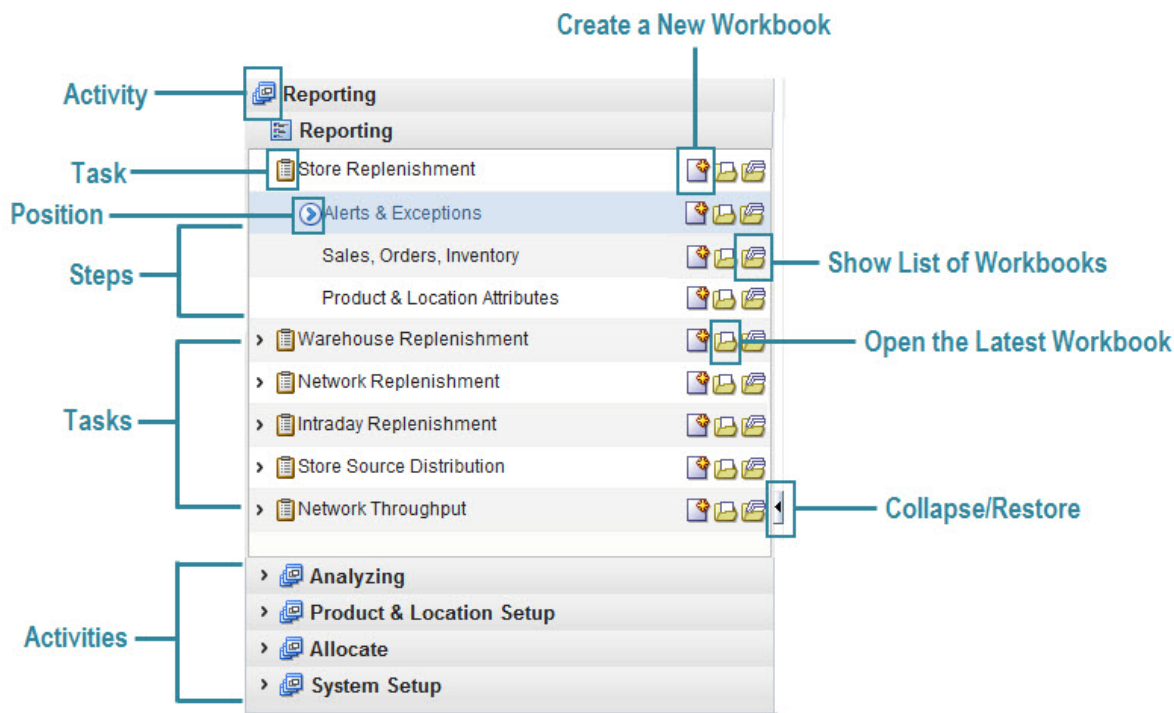 Create a New Workbook
Activity
Reporting
Reporting
Task
Store Replenishment
Position
Alerts & Exceptions
Steps
Sales, Orders, Inventory
Show List of Workbooks
Product & Location Attributes
Warehouse Replenishment
Open the Latest Workbook
Network Replenishment
Tasks
Intraday Replenishment
Store Source Distribution
Network Throughput
Collapse/Restore
Analyzing
Product & Location Setup
Activities
Allocate
System Setup